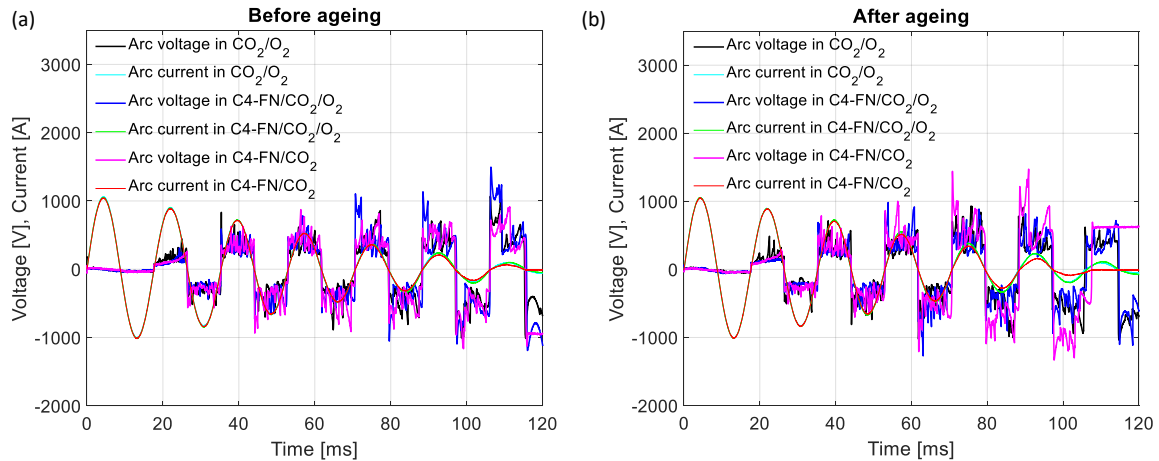 (a)
Before ageing
Voltage [V], Current [A]
3000
2000
1000
0
-1000
-2000
Arc voltage in CO₂/O₂
Arc current in CO₂/O₂
Arc voltage in C4-FN/CO₂/O₂
Arc current in C4-FN/CO₂/O₂
Arc voltage in C4-FN/CO₂
Arc current in C4-FN/CO₂
0 20 40 60 80 100 120
Time [ms]
(b)
After ageing
Voltage [V], Current [A]
3000
2000
1000
0
-1000
-2000
Arc voltage in CO₂/O₂
Arc current in CO₂/O₂
Arc voltage in C4-FN/CO₂/O₂
Arc current in C4-FN/CO₂/O₂
Arc voltage in C4-FN/CO₂
Arc current in C4-FN/CO₂
0 20 40 60 80 100 120
Time [ms]